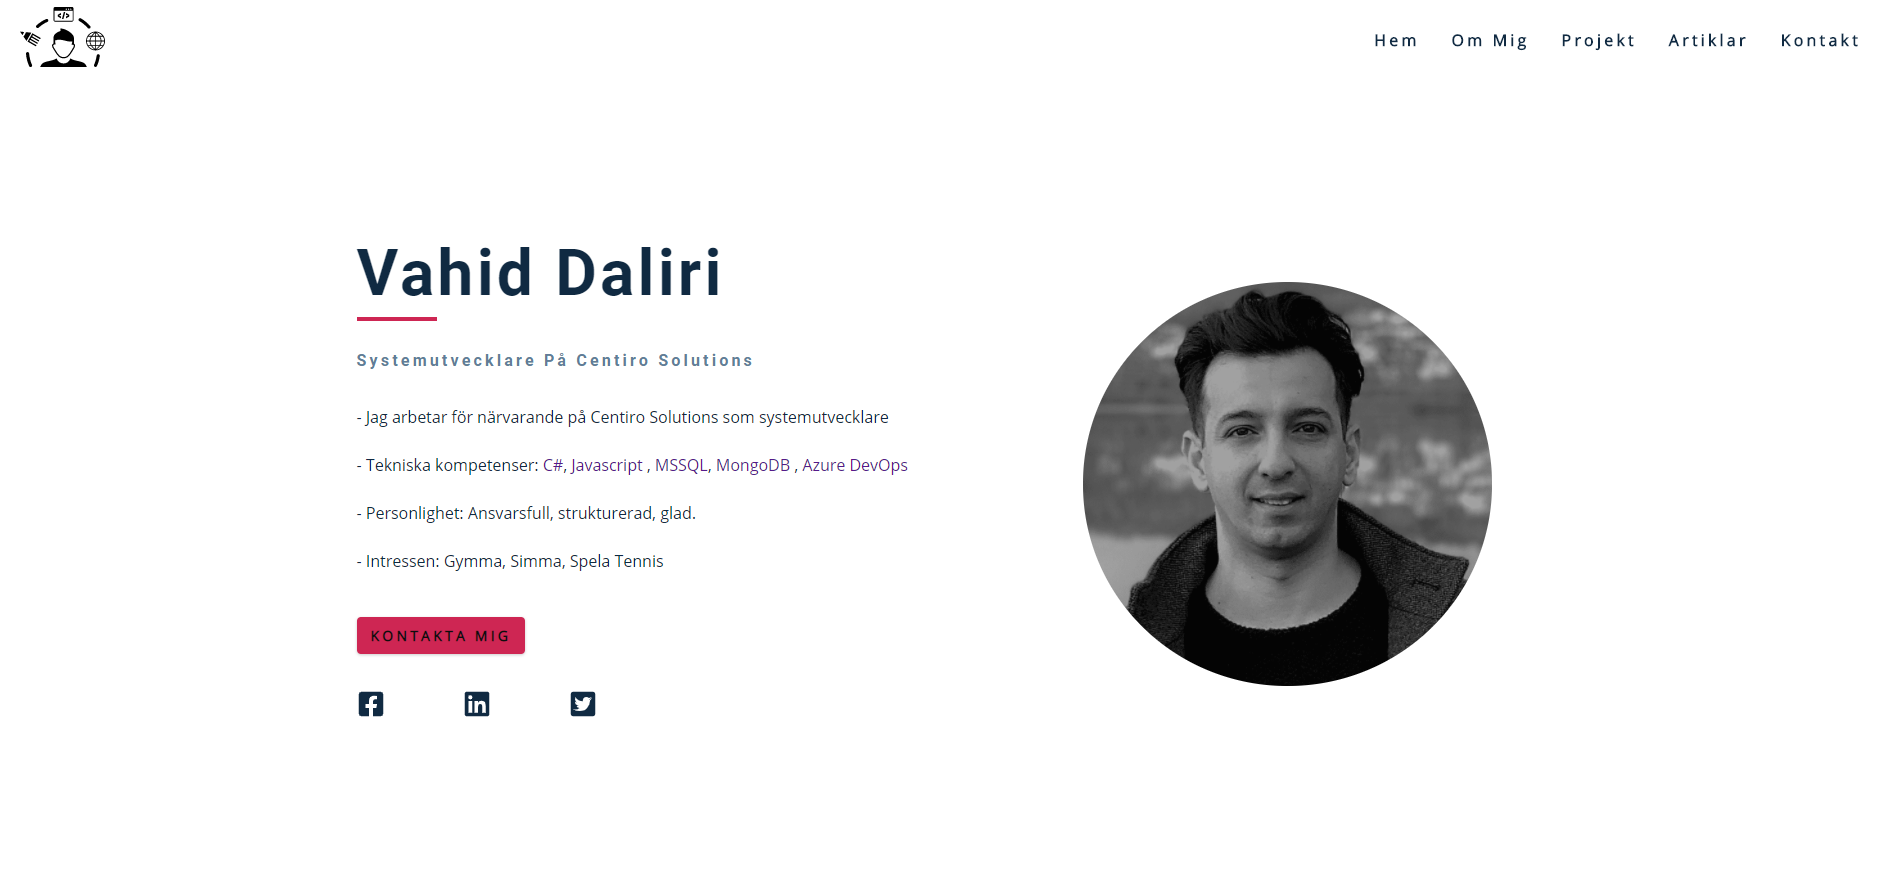 Hem Om Mig Projekt Artiklar Kontakt
Vahid Daliri
Systemutvecklare På Centiro Solutions
- Jag arbetar för närvarande på Centiro Solutions som systemutvecklare
- Tekniska kompetenser: C#, Javascript , MSSQL, MongoDB , Azure DevOps
- Personlighet: Ansvarsfull, strukturerad, glad.
- Intressen: Gymma, Simma, Spela Tennis
KONTAKTA MIG